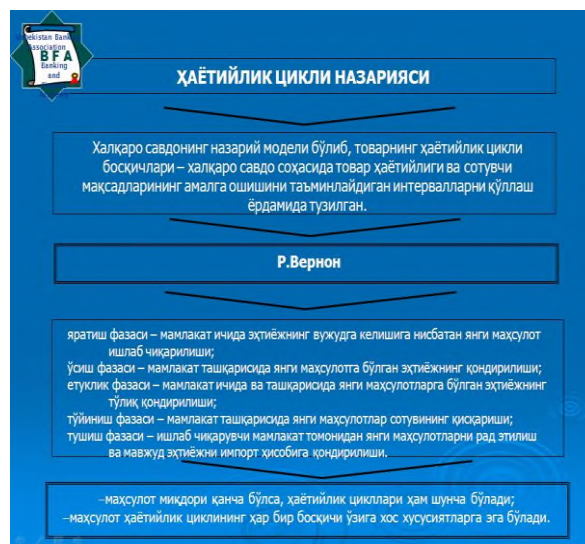 Uzbekistan Banking
Association
B F A
Banking
and
ҲАЁТИЙЛИК ЦИКЛИ НАЗАРИЯСИ
Халқаро савдонинг назарий модели бўлиб, товарнинг ҳаётийлик цикли
босқичлари – халқаро савдо соҳасида товар ҳаётийлиги ва сотувчи
мақсадларининг амалга ошишини таъминлайдиган интервалларни қўллаш
ёрдамида тузилган.
Р.Вернон
яратиш фазаси – мамлакат ичида эҳтиёжнинг вужудга келишига нисбатан янги маҳсулот
ишлаб чиқарилиши;
ўсиш фазаси – мамлакат ташқарисида янги маҳсулотга бўлган эҳтиёжнинг қондирилиши;
етуклик фазаси – мамлакат ичида ва ташқарисида янги маҳсулотларга бўлган эҳтиёжнинг
тўлиқ қондирилиши;
тўйиниш фазаси – мамлакат ташқарисида янги маҳсулотлар сотувининг қисқариши;
тушиш фазаси – ишлаб чиқарувчи мамлакат томонидан янги маҳсулотларни рад этилиш
ва мавжуд эҳтиёжни импорт ҳисобига қондирилиши.
–маҳсулот миқдори қанча бўлса, ҳаётийлик цикллари ҳам шунча бўлади;
–маҳсулот ҳаётийлик циклининг ҳар бир босқичи ўзига хос хусусиятларга эга бўлади.